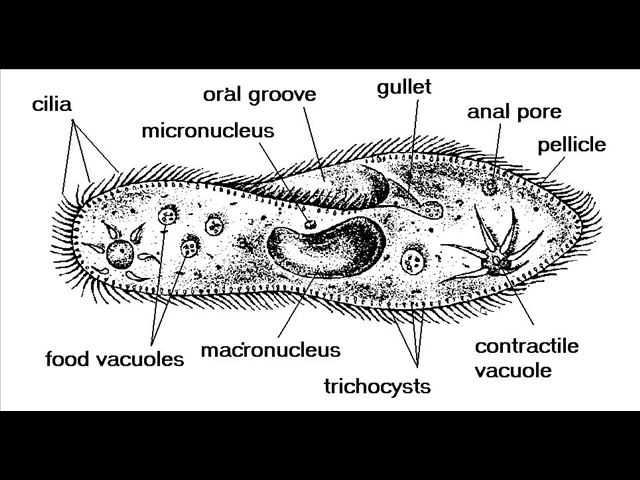 gullet
oral groove
cilia
anal pore
micronucleus
pellicle
food vacuoles
macronucleus
contractile
vacuole
trichocysts